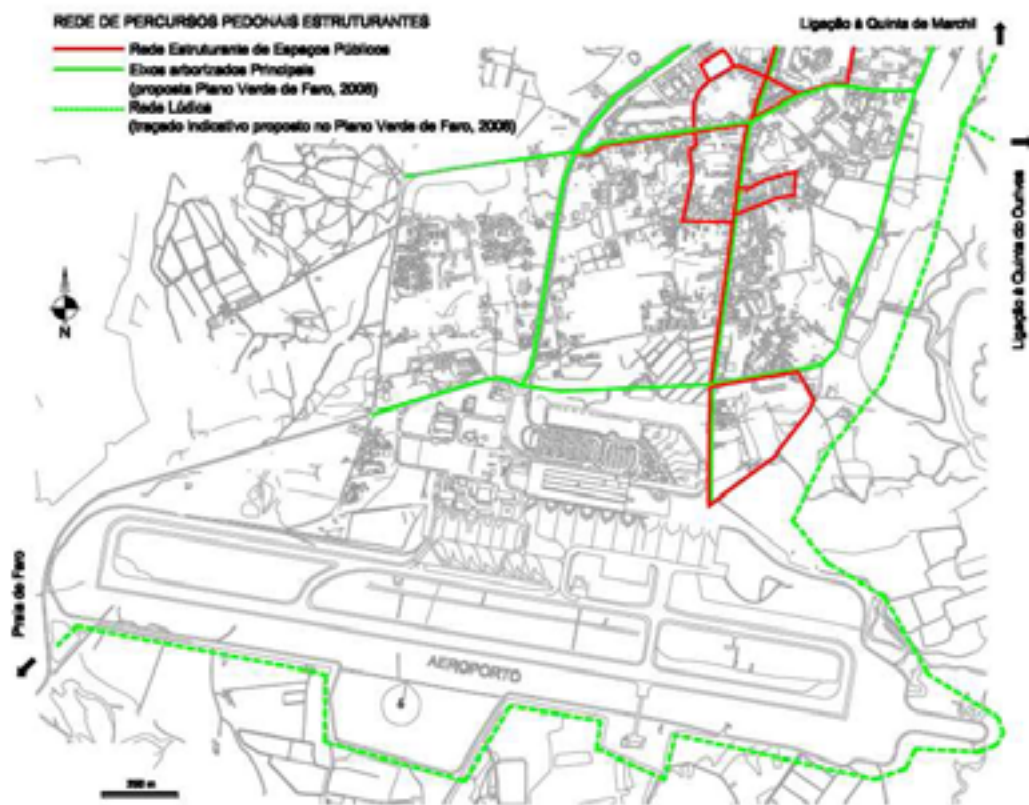 REDE DE PERCURSOS PEDONAIS ESTRUTURANTES
Rede Estruturante de Espaços Públicos
Eixos arborizados Principais
(proposta Plano Verde de Faro, 2008)
Rede Lúdica
(traçado indicativo proposto no Plano Verde de Faro, 2008)
Ligação à Quinta de Marchil
Ligação à Quinta do Ourives
N
Praia de Faro
AEROPORTO